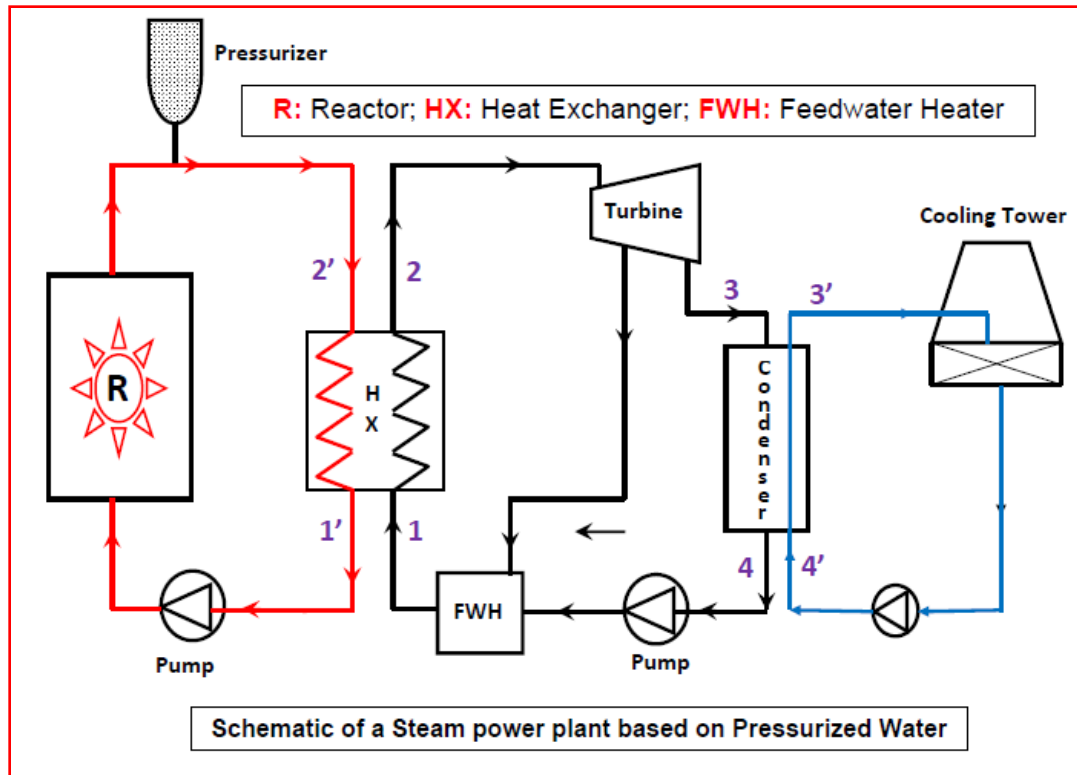 Pressurizer
R: Reactor; HX: Heat Exchanger; FWH: Feedwater Heater
Turbine
Cooling Tower
2’
2
3
3’
R
H
X
Condenser
1’
1
4
4’
FWH
Pump
Pump
Schematic of a Steam power plant based on Pressurized Water